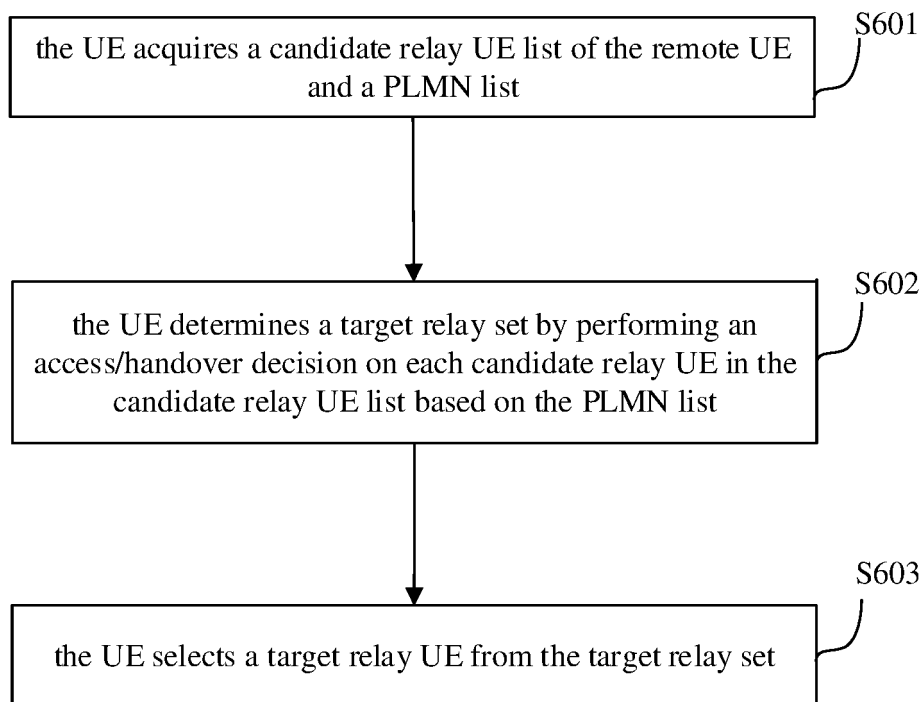 S601
the UE acquires a candidate relay UE list of the remote UE
and a PLMN list
S602
the UE determines a target relay set by performing an
access/handover decision on each candidate relay UE in the
candidate relay UE list based on the PLMN list
S603
the UE selects a target relay UE from the target relay set